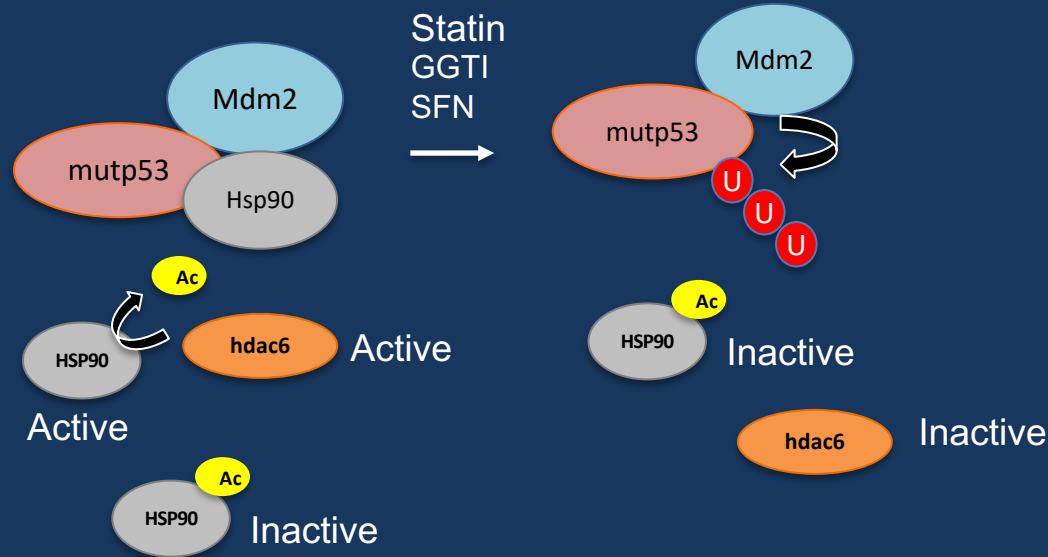 Statin
GGTI
SFN
Mdm2
mutp53
Hsp90
Ac
HSP90
hdac6
Active
Active
Ac
HSP90
Inactive
Mdm2
mutp53
U
U
U
Ac
HSP90
Inactive
hdac6
Inactive